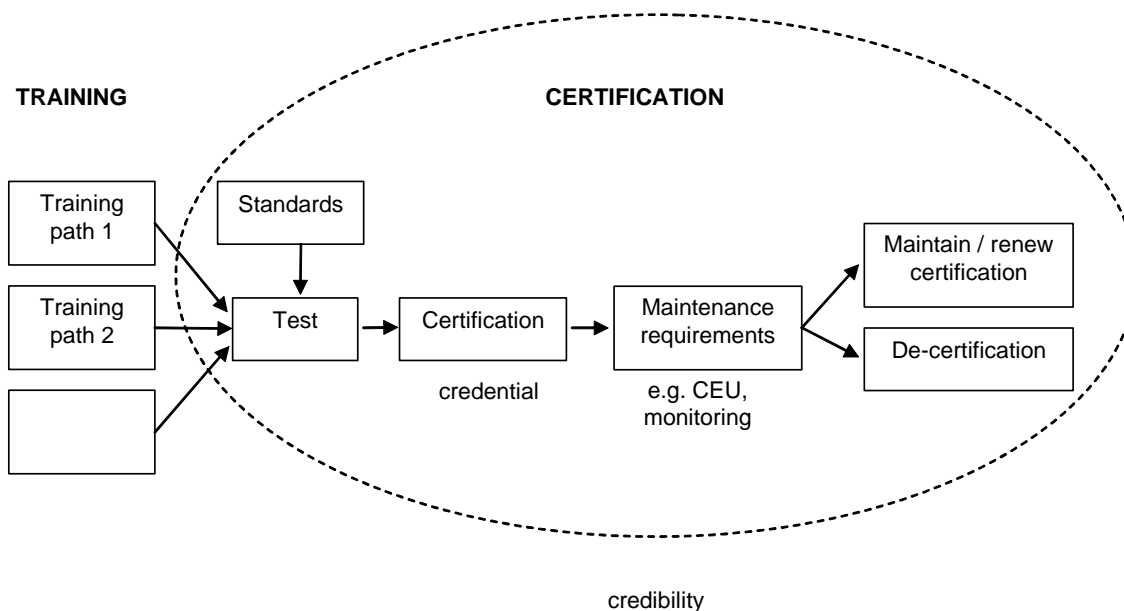 TRAINING
CERTIFICATION
Training
path 1
Standards
Training
path 2
Test
Certification
Maintenance
requirements
Maintain / renew
certification
De-certification
credential
e.g. CEU,
monitoring
credibility